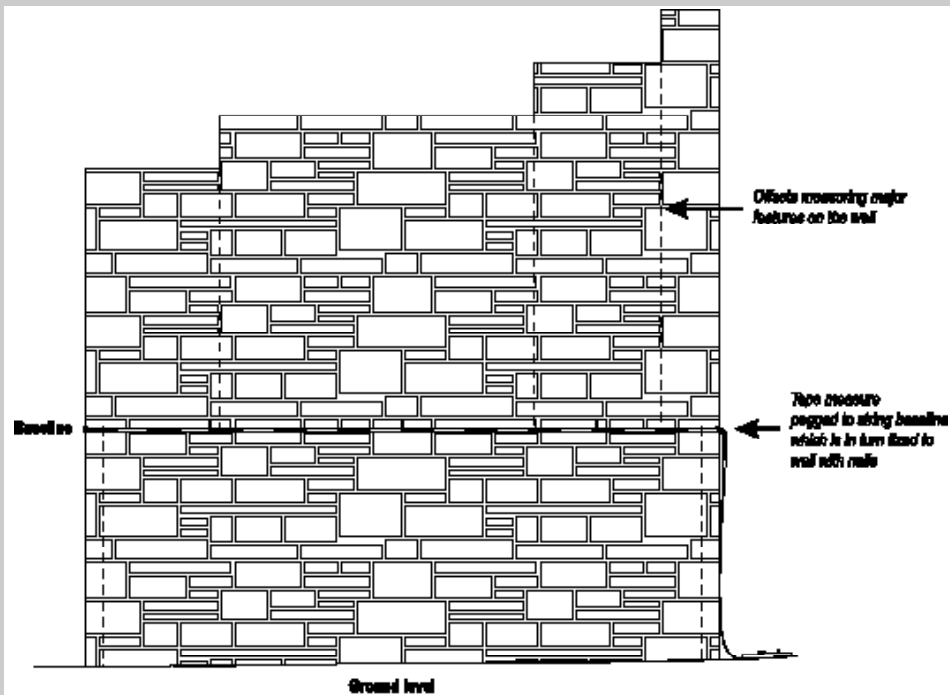 Offsets measuring major
features on the wall
Baseline
Tape measure
pegged to string baseline
which is in turn fixed to
wall with nails
Ground level